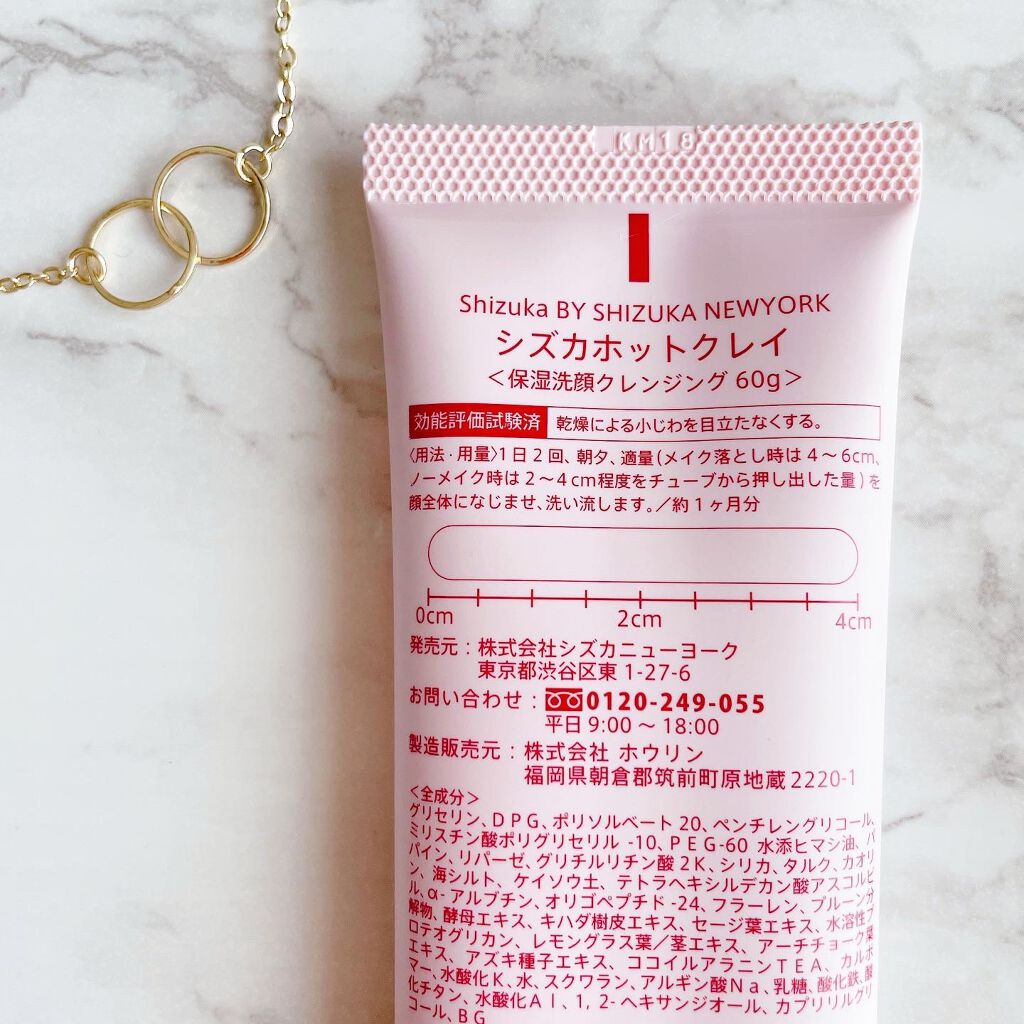 KM18
Shizuka BY SHIZUKA NEWYORK
シズカホットクレイ
＜保湿洗顔クレンジング 60g＞
効能評価試験済 乾燥による小じわを目立たなくする。
〈用法・用量〉1日2回、朝夕、適量(メイク落とし時は4～6cm、
ノーメイク時は2～4cm程度をチューブから押し出した量)を
顔全体になじませ、洗い流します。／約1ヶ月分
0cm 2cm 4cm
発売元：株式会社シズカニューヨーク
東京都渋谷区東 1-27-6
お問い合わせ：0120-249-055
平日 9:00 ～ 18:00
製造販売元：株式会社 ホウリン
福岡県朝倉郡筑前町原地蔵 2220-1
＜全成分＞
グリセリン、DPG、ポリソルベート 20、ペンチレングリコール、
ミリスチン酸ポリグリセリル -10、PEG-60 水添ヒマシ油、パ
パイン、リパーゼ、グリチルリチン酸 2K、シリカ、タルク、カオリ
ン、海シルト、ケイソウ土、テトラヘキシルデカン酸アスコルビ
ル、α-アルブチン、オリゴペプチド -24、フラーレン、プルーン分
解物、酵母エキス、キハダ樹皮エキス、セージ葉エキス、水溶性プ
ロテオグリカン、レモングラス葉／茎エキス、アーチチョーク葉
エキス、アズキ種子エキス、ココイルアラニンTEA、カルボ
マー、水酸化K、水、スクワラン、アルギン酸Na、乳糖、酸化鉄、酸
化チタン、水酸化Al、1, 2- ヘキサンジオール、カプリリルグリ
コール、BG